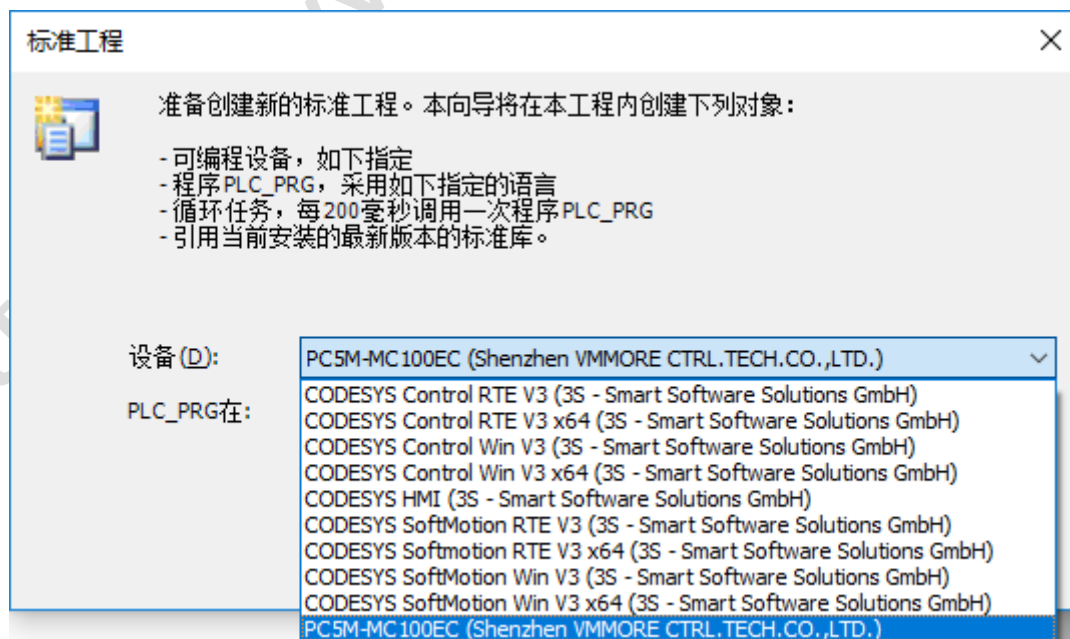 标准工程
准备创建新的标准工程。本向导将在本工程内创建下列对象：
- 可编程设备，如下指定
- 程序PLC_PRG，采用如下指定的语言
- 循环任务，每200毫秒调用一次程序PLC_PRG
- 引用当前安装的最新版本的标准库。
设备(D):
PC5M-MC100EC (Shenzhen VMMORE CTRL.TECH.CO.,LTD.)
PLC_PRG在:
CODESYS Control RTE V3 (3S - Smart Software Solutions GmbH)
CODESYS Control RTE V3 x64 (3S - Smart Software Solutions GmbH)
CODESYS Control Win V3 (3S - Smart Software Solutions GmbH)
CODESYS Control Win V3 x64 (3S - Smart Software Solutions GmbH)
CODESYS HMI (3S - Smart Software Solutions GmbH)
CODESYS SoftMotion RTE V3 (3S - Smart Software Solutions GmbH)
CODESYS Softmotion RTE V3 x64 (3S - Smart Software Solutions GmbH)
CODESYS SoftMotion Win V3 (3S - Smart Software Solutions GmbH)
CODESYS SoftMotion Win V3 x64 (3S - Smart Software Solutions GmbH)
PC5M-MC100EC (Shenzhen VMMORE CTRL.TECH.CO.,LTD.)